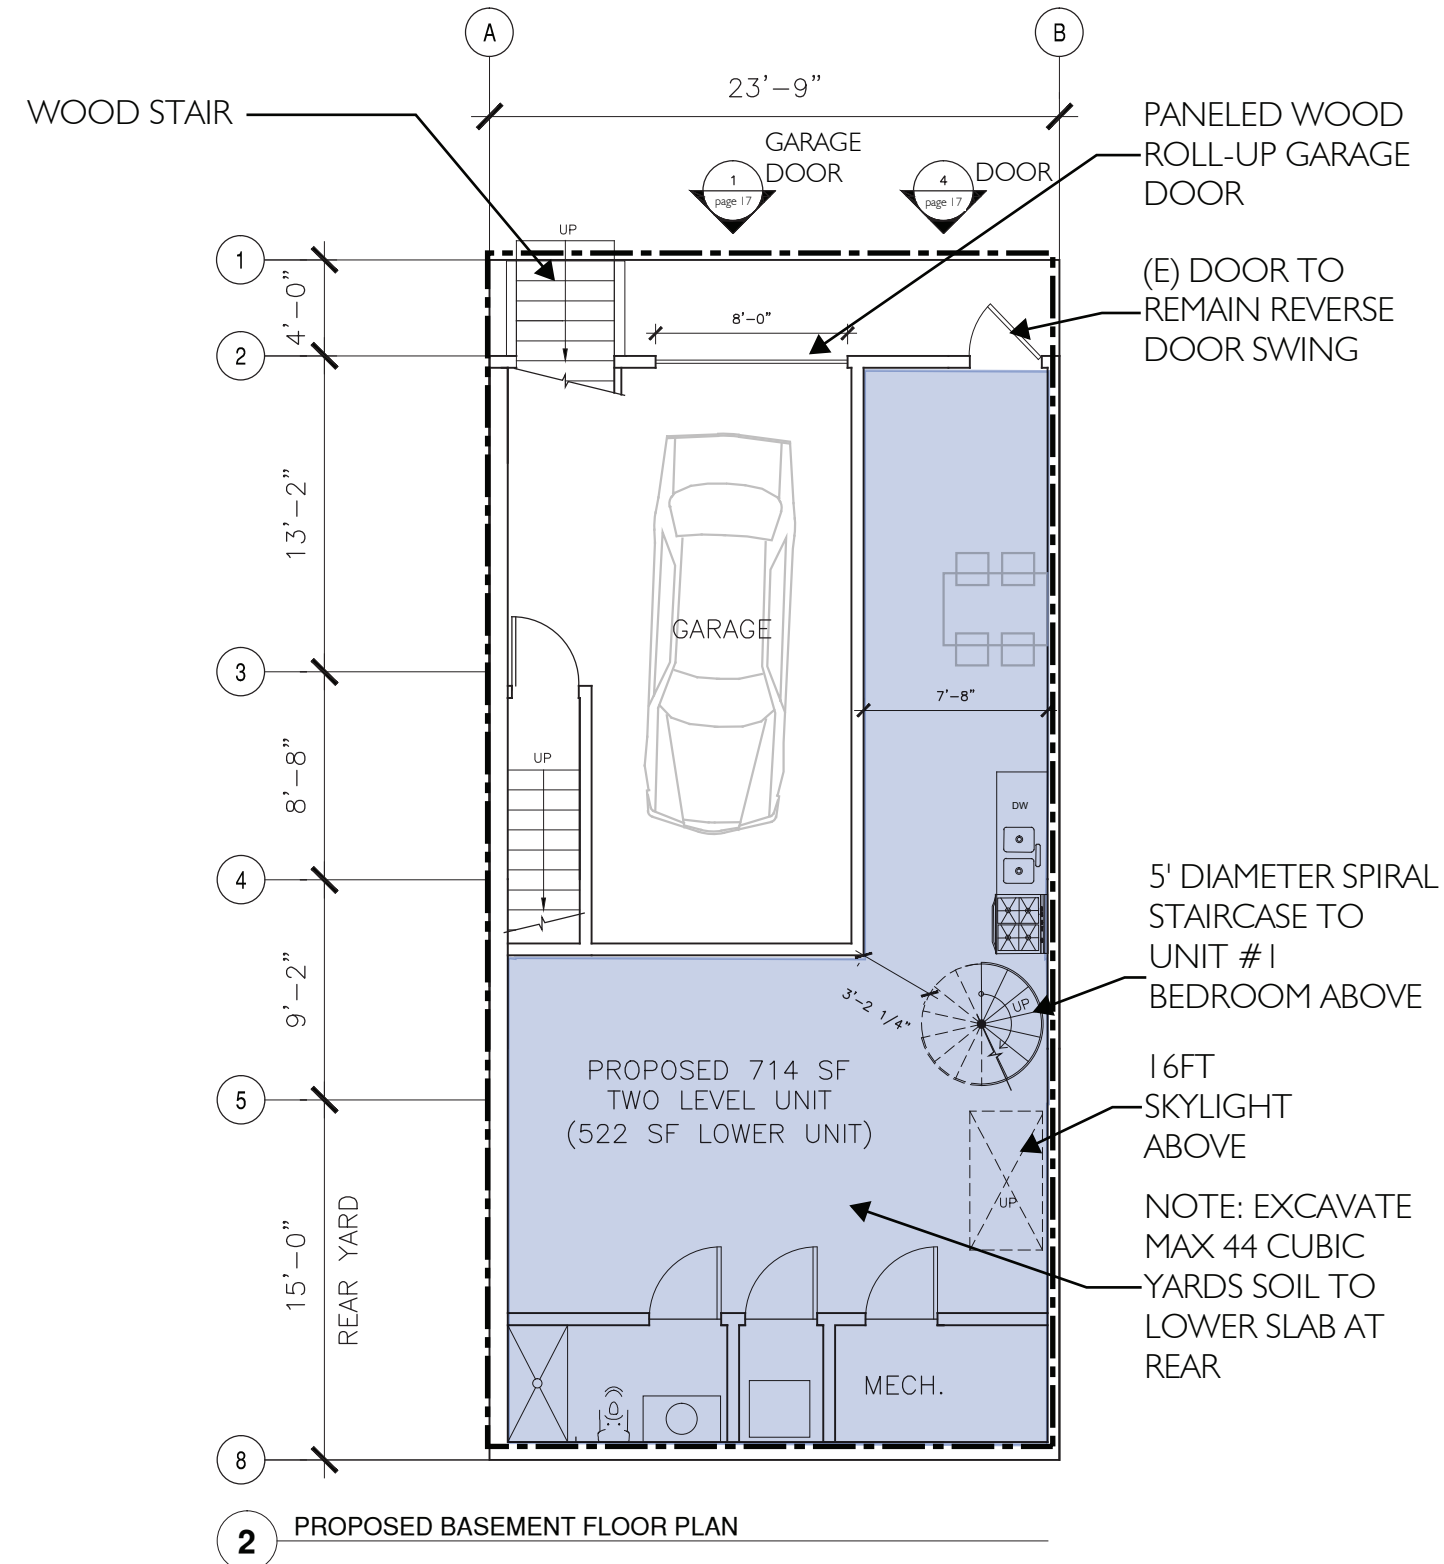 A
B
23'-9"
WOOD STAIR
GARAGE
DOOR
1
page 17
4
page 17
DOOR
PANELED WOOD
ROLL-UP GARAGE
DOOR
UP
1
4'-0"
(E) DOOR TO
REMAIN REVERSE
DOOR SWING
8'-0"
2
13'-2"
GARAGE
3
7'-8"
8'-8"
UP
DW
4
5' DIAMETER SPIRAL
STAIRCASE TO
UNIT #1
BEDROOM ABOVE
9'-2"
3'-2 1/4"
UP
PROPOSED 714 SF
TWO LEVEL UNIT
(522 SF LOWER UNIT)
5
16FT
SKYLIGHT
ABOVE
UP
15'-0"
REAR YARD
NOTE: EXCAVATE
MAX 44 CUBIC
YARDS SOIL TO
LOWER SLAB AT
REAR
MECH.
8
2
PROPOSED BASEMENT FLOOR PLAN